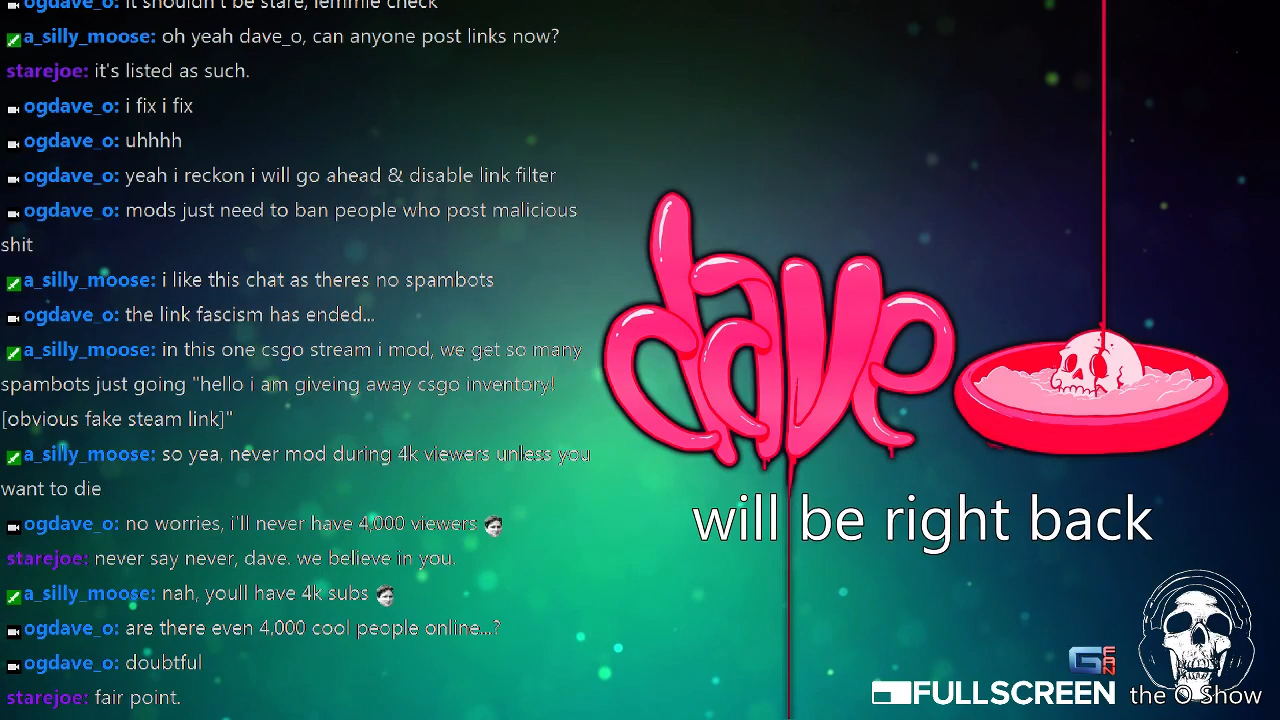 ogdave_o: it shouldn't be stare, lemmie check
a_silly_moose: oh yeah dave_o, can anyone post links now?
starejoe: it's listed as such.
ogdave_o: i fix i fix
ogdave_o: uhhhh
ogdave_o: yeah i reckon i will go ahead & disable link filter
ogdave_o: mods just need to ban people who post malicious
shit
a_silly_moose: i like this chat as theres no spambots
ogdave_o: the link fascism has ended...
a_silly_moose: in this one csgo stream i mod, we get so many
spambots just going "hello i am giveing away csgo inventory!
[obvious fake steam link]"
a_silly_moose: so yea, never mod during 4k viewers unless you
want to die
ogdave_o: no worries, i'll never have 4,000 viewers
starejoe: never say never, dave. we believe in you.
a_silly_moose: nah, youll have 4k subs
ogdave_o: are there even 4,000 cool people online...?
ogdave_o: doubtful
starejoe: fair point.
dave
will be right back
G FAN
FULLSCREEN
the O Show